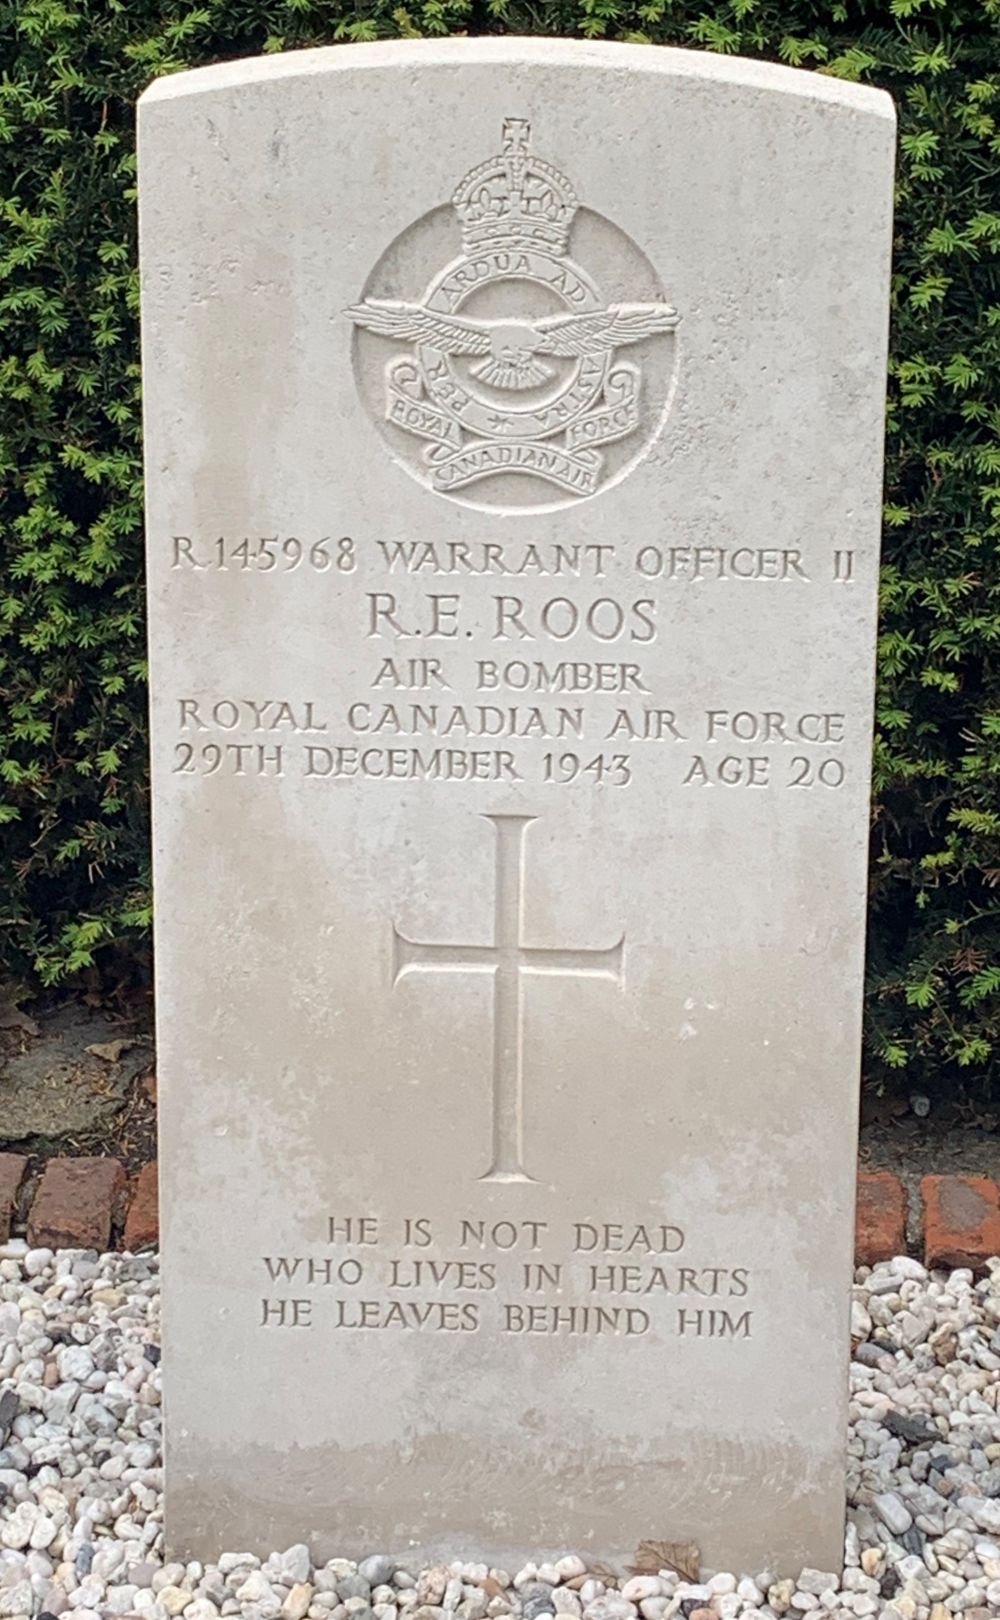 PER ARDUA AD ASTRA
ROYAL CANADIAN AIR FORCE
R.145968 WARRANT OFFICER II
R.E. ROOS
AIR BOMBER
ROYAL CANADIAN AIR FORCE
29TH DECEMBER 1943 AGE 20
HE IS NOT DEAD
WHO LIVES IN HEARTS
HE LEAVES BEHIND HIM